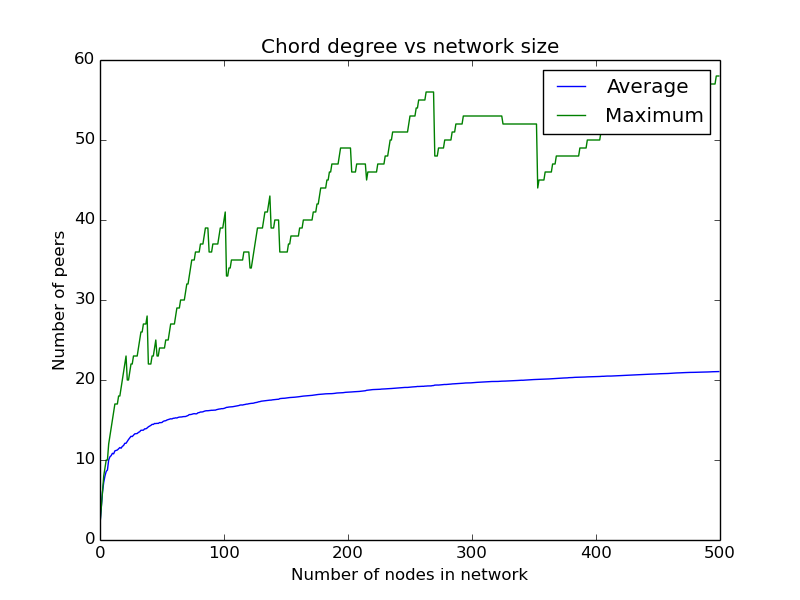 Chord degree vs network size
60
50
40
30
20
10
0
Number of peers
Average
Maximum
0 100 200 300 400 500
Number of nodes in network